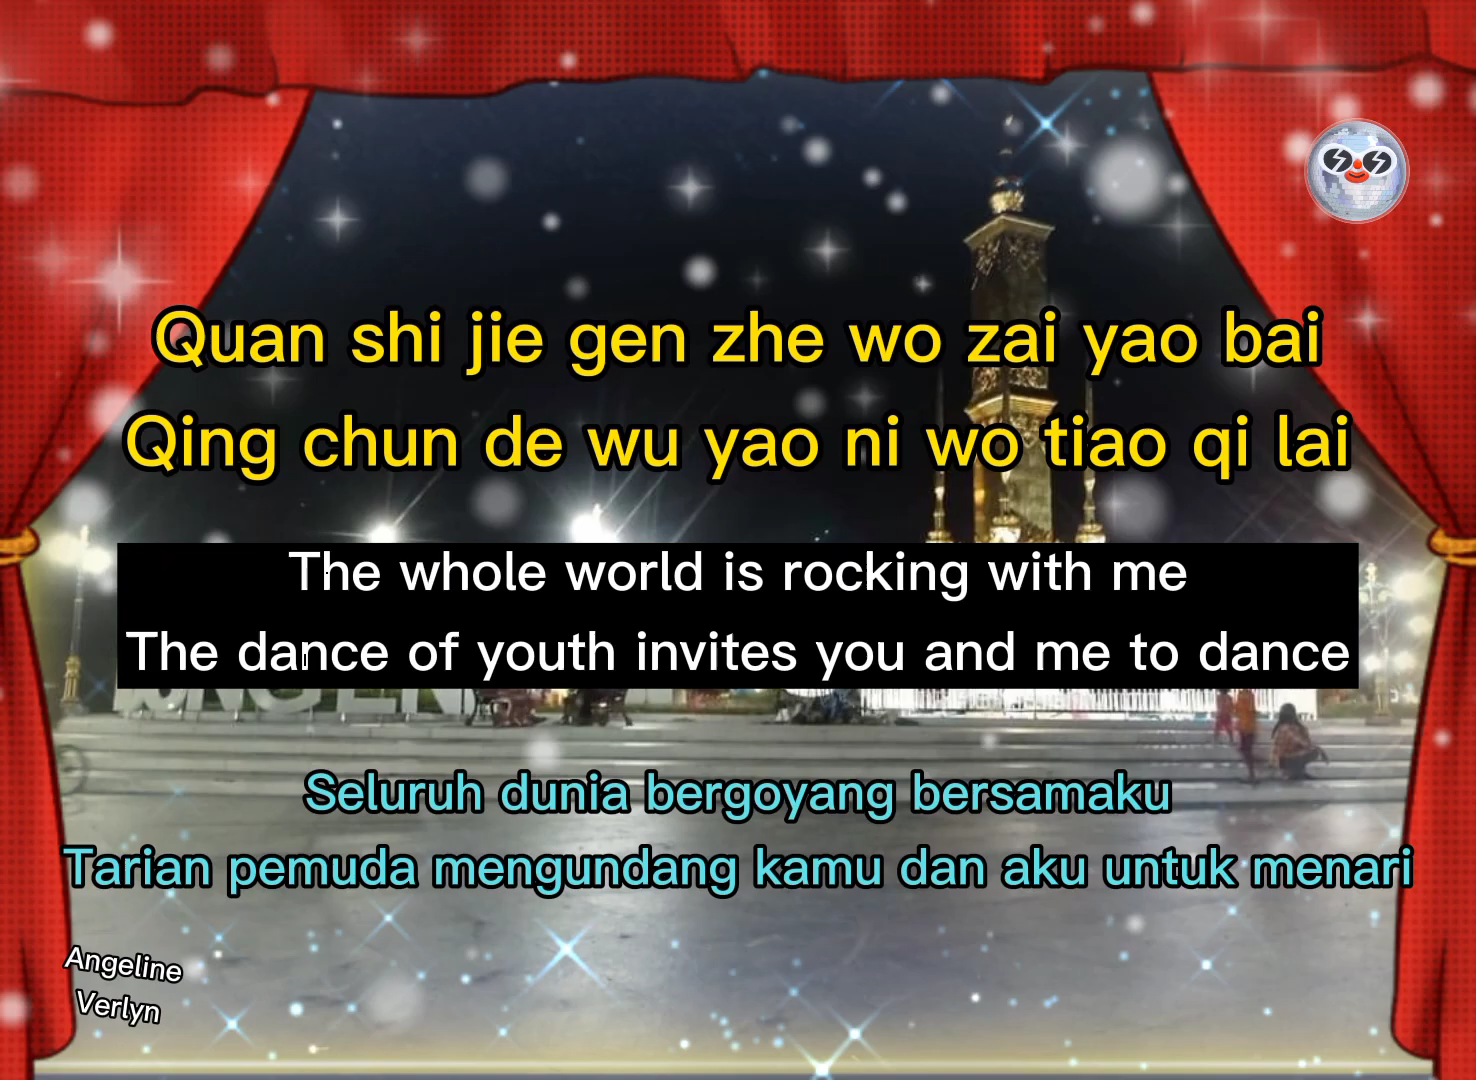 Quan shi jie gen zhe wo zai yao bai
Qing chun de wu yao ni wo tiao qi lai
The whole world is rocking with me
The dance of youth invites you and me to dance
Seluruh dunia bergoyang bersamaku
Tarian pemuda mengundang kamu dan aku untuk menari
Angeline
Verlyn